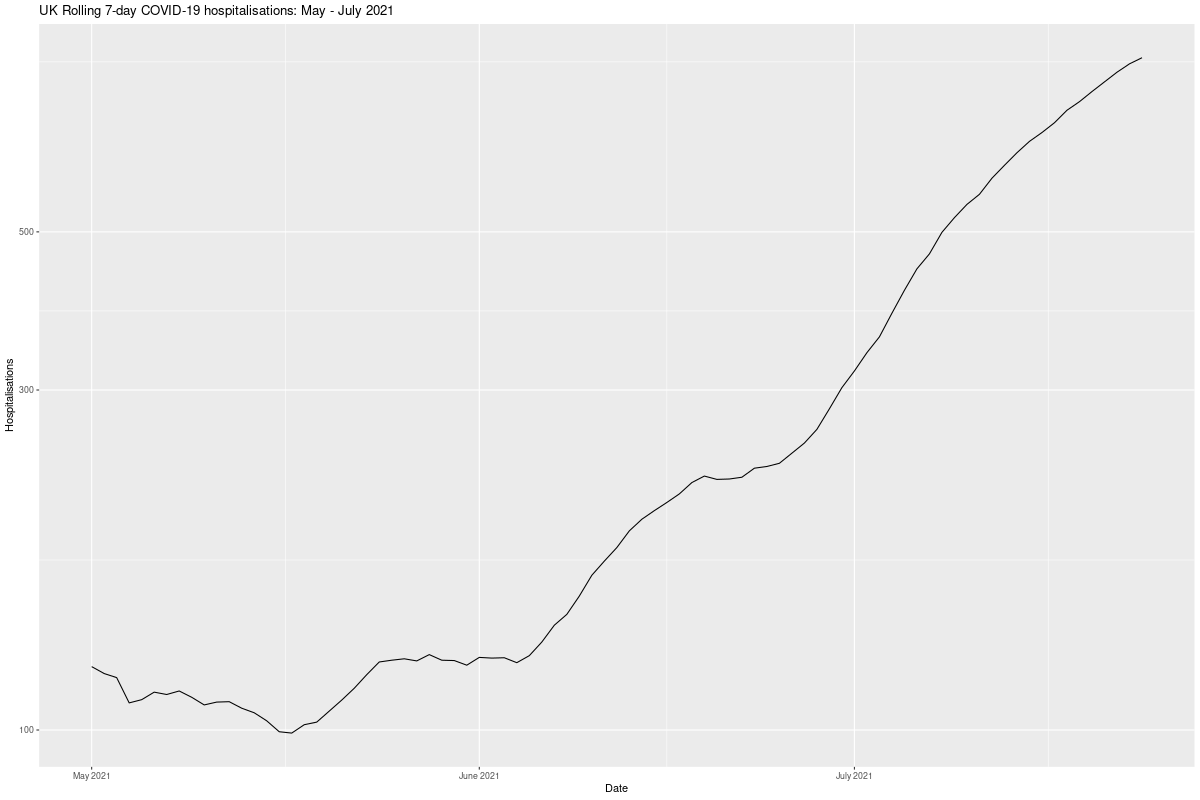 UK Rolling 7-day COVID-19 hospitalisations: May - July 2021
Hospitalisations
500
300
100
May 2021
June 2021
July 2021
Date